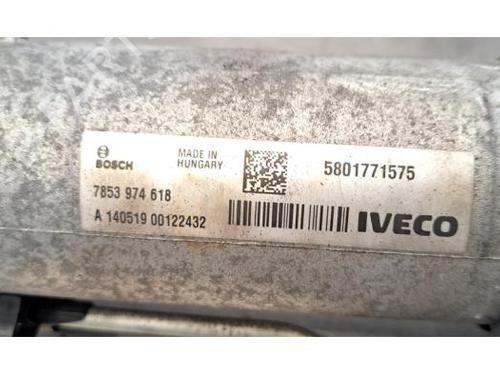 BOSCH
MADE IN
HUNGARY
5801771575
7853 974 618
A 140519 00122432
IVECO